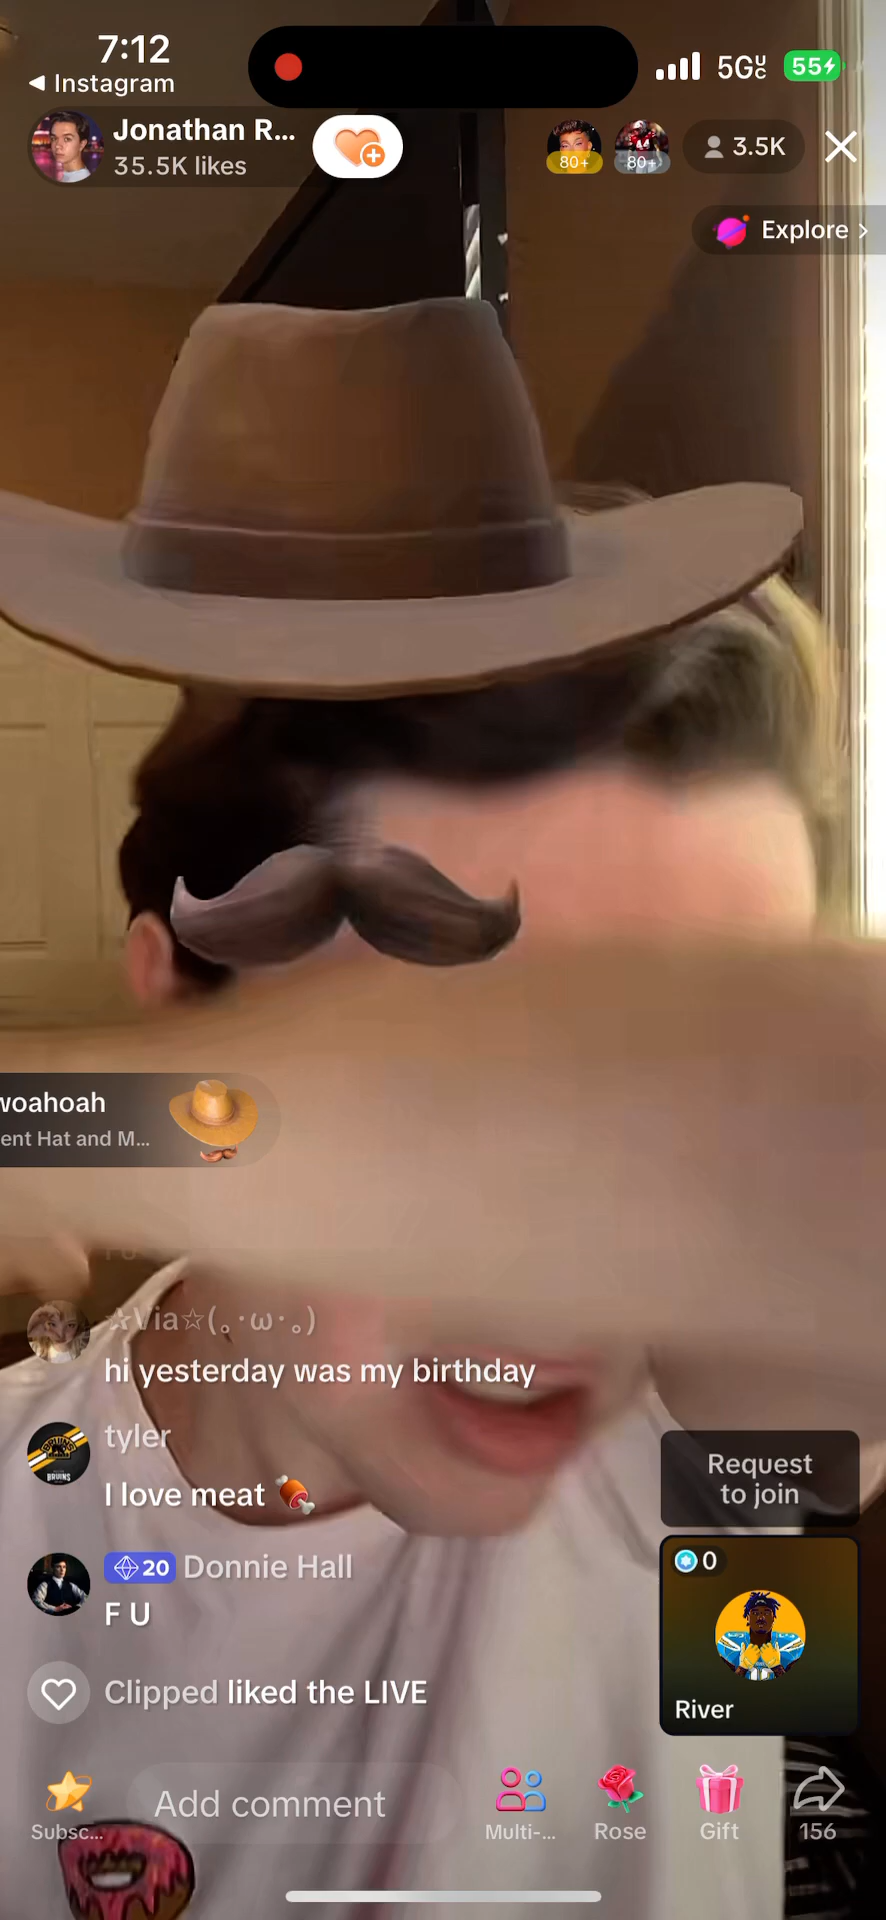 7:12
5G UC
55
◀ Instagram
Jonathan R...
35.5K likes
80+
80+
3.5K
Explore >
woahoah
ent Hat and M...
☆Via☆(｡･ω･｡)
hi yesterday was my birthday
tyler
I love meat 🍖
20 Donnie Hall
F U
Clipped liked the LIVE
Request
to join
0
River
Subsc...
Add comment
Multi-...
Rose
Gift
156